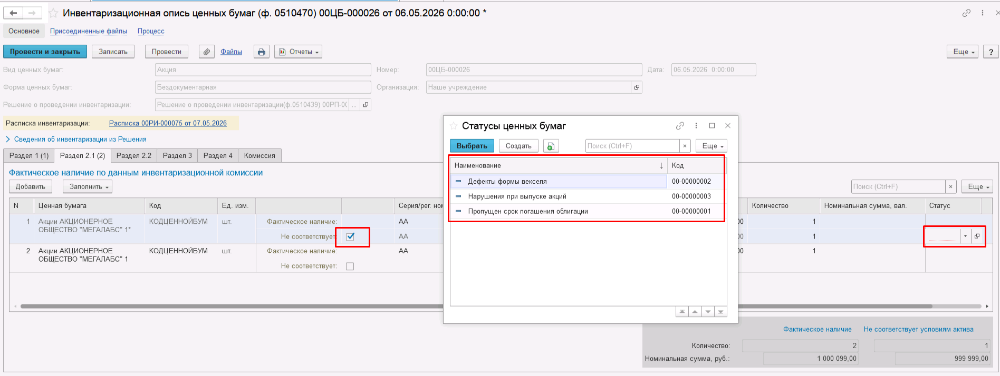 Инвентаризационная опись ценных бумаг (ф. 0510470) 00ЦБ-000026 от 06.05.2026 0:00:00 *
Основное Присоединенные файлы Процесс
Провести и закрыть Записать Провести Файлы Отчеты Еще ?
Вид ценных бумаг: Акция Номер: 00ЦБ-000026 Дата: 06.05.2026 0:00:00
Форма ценных бумаг: Бездокументарная Организация: Наше учреждение
Решение о проведении инвентаризации: Решение о проведении инвентаризации(ф.0510439) 00РП-00 ...
Расписка инвентаризации: Расписка 00РИ-000075 от 07.05.2026
Сведения об инвентаризации из Решения
Раздел 1 (1) Раздел 2.1 (2) Раздел 2.2 Раздел 3 Раздел 4 Комиссия
Фактическое наличие по данным инвентаризационной комиссии
Добавить Заполнить Поиск (Ctrl+F) × Еще
N Ценная бумага Код Ед. изм. Серия/рег. ном Количество Номинальная сумма, вал. Статус
1 Акции АКЦИОНЕРНОЕ ОБЩЕСТВО "МЕГАЛАБС" 1* КОДЦЕННОЙБУМ шт. Фактическое наличие: АА 00 1
Не соответствует: АА 00 1
2 Акции АКЦИОНЕРНОЕ ОБЩЕСТВО "МЕГАЛАБС" 1 КОДЦЕННОЙБУМ шт. Фактическое наличие: АА 00 1
Не соответствует:
Статусы ценных бумаг
Выбрать Создать Поиск (Ctrl+F) × Еще
Наименование ↓ Код
Дефекты формы векселя 00-00000002
Нарушения при выпуске акций 00-00000003
Пропущен срок погашения облигации 00-00000001
Фактическое наличие Не соответствует условиям актива
Количество: 2 1
Номинальная сумма, руб.: 1 000 099,00 999 999,00